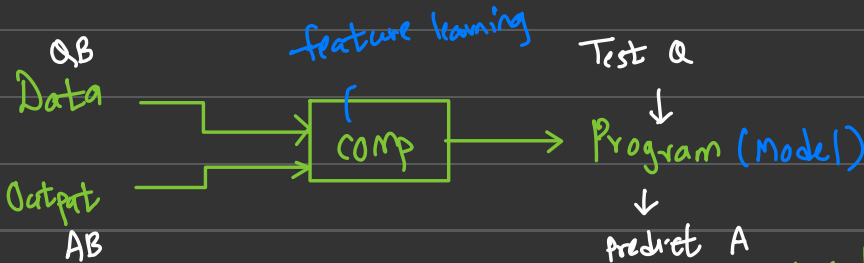 feature learning
QB
Data
Test Q
comp
Program (Model)
Output
AB
Predict A